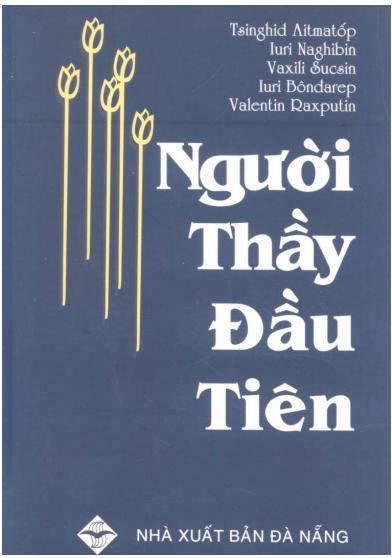 Tsinghid Aitmatốp
Iuri Naghibin
Vaxili Sucsin
Iuri Bônđarep
Valentin Raxputin
Người
Thầy
Đầu
Tiên
NHÀ XUẤT BẢN ĐÀ NẴNG